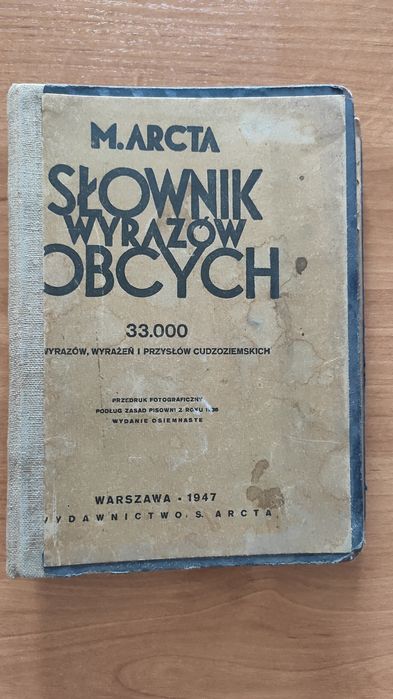 M. ARCTA
SŁOWNIK
WYRAZÓW
OBCYCH
33.000
WYRAZÓW, WYRAŻEŃ I PRZYSŁÓW CUDZOZIEMSKICH
PRZEDRUK FOTOGRAFICZNY
PODŁUG ZASAD PISOWNI Z ROKU 1936
WYDANIE OSIEMNASTE
WARSZAWA • 1947
WYDAWNICTWO S. ARCTA